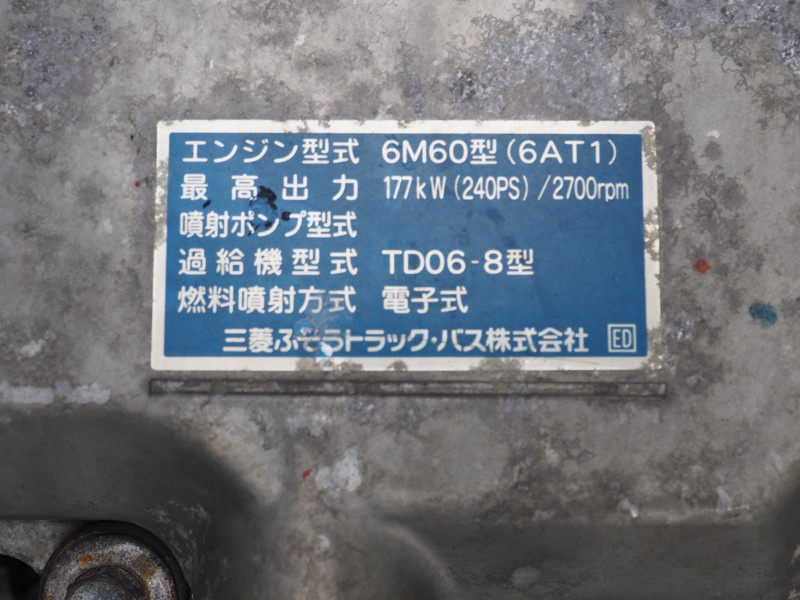 エンジン型式 6M60型(6AT1)
最高出力 177kW(240PS)/2700rpm
噴射ポンプ型式
過給機型式 TD06-8型
燃料噴射方式 電子式
三菱ふそうトラック・バス株式会社 ED